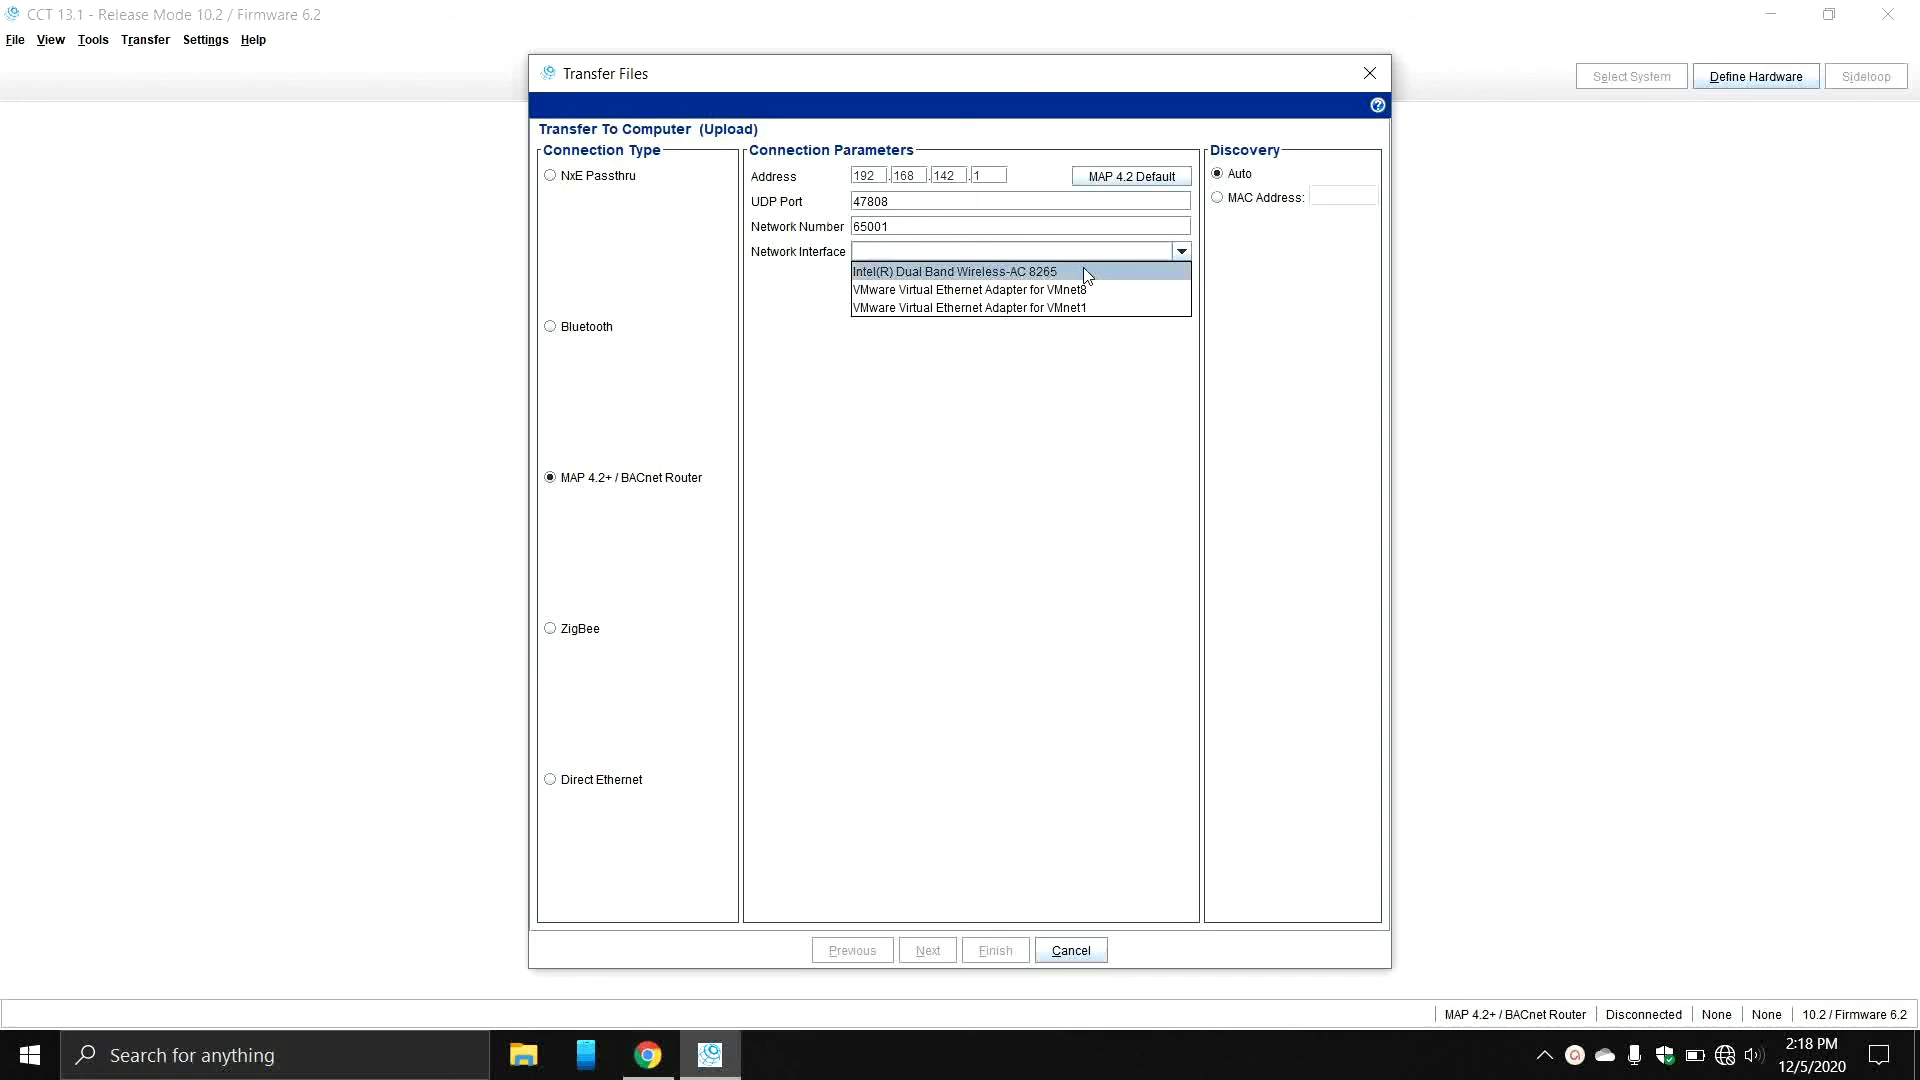 CCT 13.1 - Release Mode 10.2 / Firmware 6.2
File View Tools Transfer Settings Help
Select System Define Hardware Sideloop
Transfer Files
Transfer To Computer (Upload)
Connection Type
NxE Passthru
Bluetooth
MAP 4.2+ / BACnet Router
ZigBee
Direct Ethernet
Connection Parameters
Address 192 . 168 . 142 . 1 MAP 4.2 Default
UDP Port 47808
Network Number 65001
Network Interface
Intel(R) Dual Band Wireless-AC 8265
VMware Virtual Ethernet Adapter for VMnet8
VMware Virtual Ethernet Adapter for VMnet1
Discovery
Auto
MAC Address:
Previous Next Finish Cancel
MAP 4.2+ / BACnet Router Disconnected None None 10.2 / Firmware 6.2
Search for anything
2:18 PM
12/5/2020